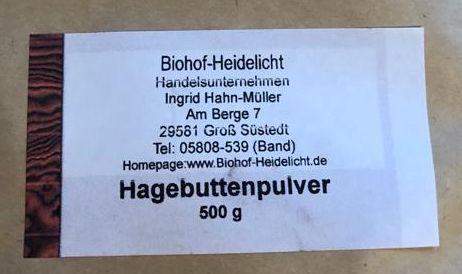 Biohof-Heidelicht
Handelsunternehmen
Ingrid Hahn-Müller
Am Berge 7
29581 Groß Süstedt
Tel: 05808-539 (Band)
Homepage:www.Biohof-Heidelicht.de
Hagebuttenpulver
500 g